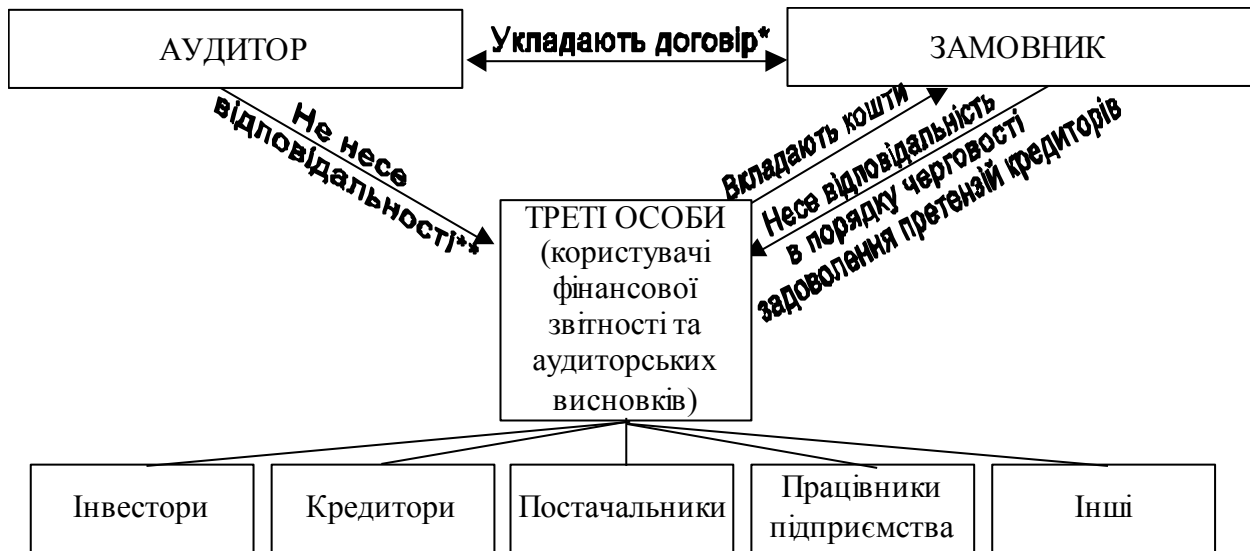 АУДИТОР
Укладають договір*
ЗАМОВНИК
Не несе
відповідальності**
Вкладають кошти
Несе відповідальність
в порядку черговості
задоволення претензій кредиторів
ТРЕТІ ОСОБИ
(користувачі
фінансової
звітності та
аудиторських
висновків)
Інвестори
Кредитори
Постачальники
Працівники
підприємства
Інші